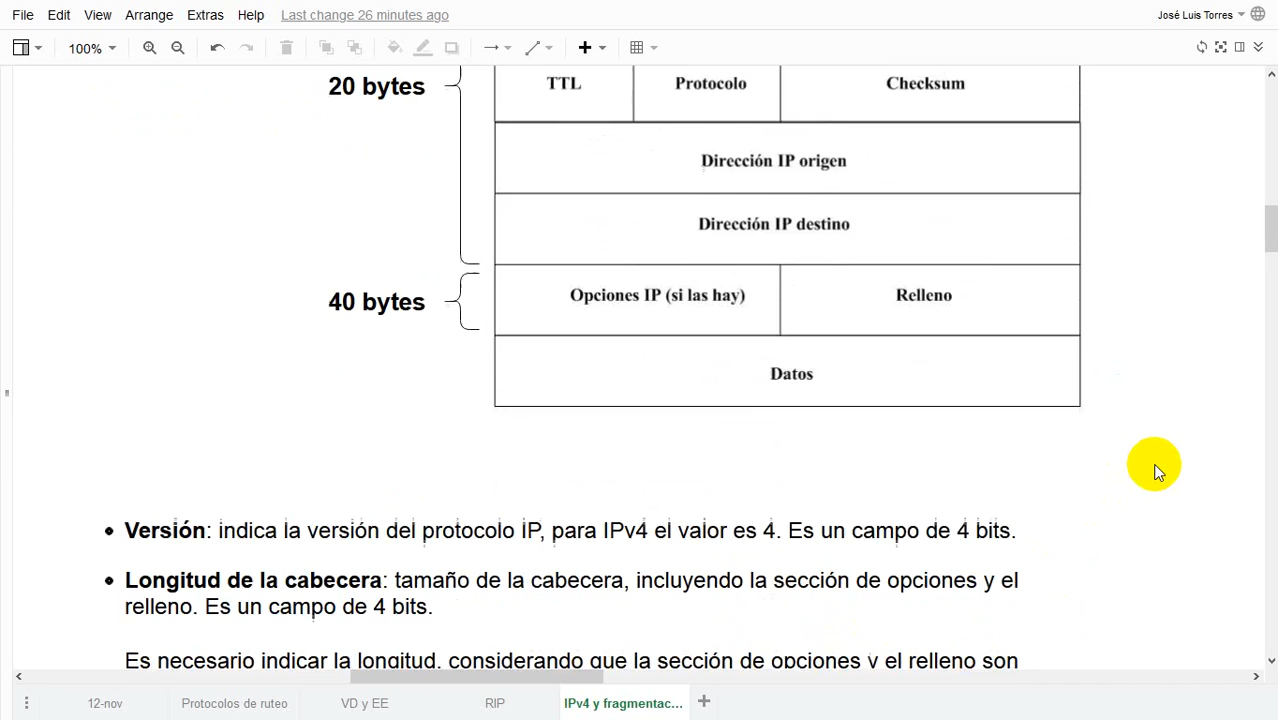 File Edit View Arrange Extras Help Last change 26 minutes ago José Luis Torres
100%
20 bytes
TTL Protocolo Checksum
Dirección IP origen
Dirección IP destino
40 bytes
Opciones IP (si las hay) Relleno
Datos
• Versión: indica la versión del protocolo IP, para IPv4 el valor es 4. Es un campo de 4 bits.
• Longitud de la cabecera: tamaño de la cabecera, incluyendo la sección de opciones y el
relleno. Es un campo de 4 bits.
Es necesario indicar la longitud, considerando que la sección de opciones y el relleno son
12-nov Protocolos de ruteo VD y EE RIP IPv4 y fragmentac...